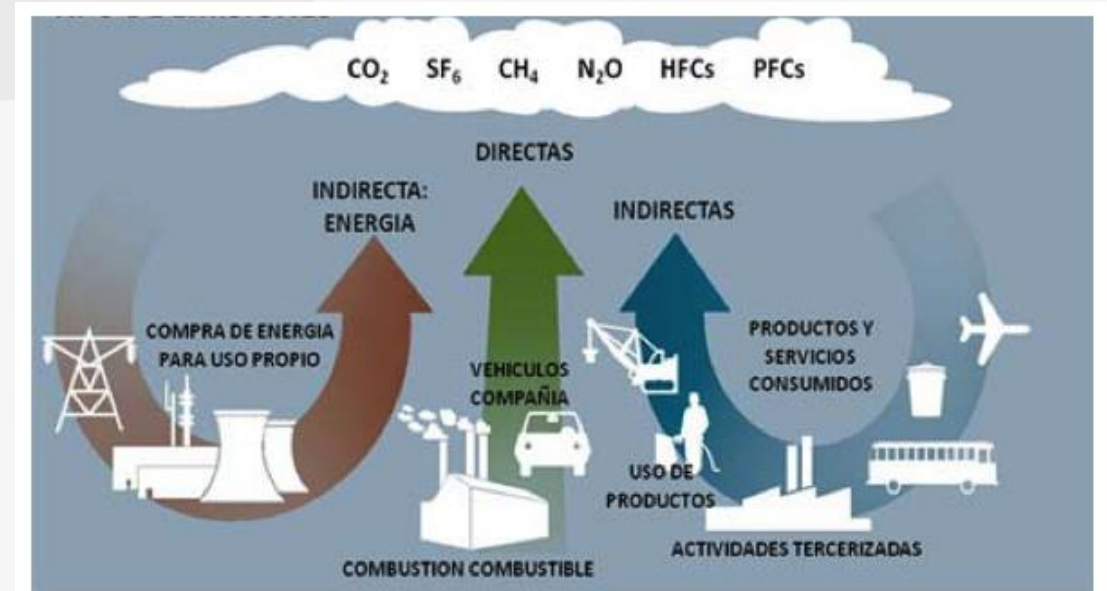 CO₂ SF₆ CH₄ N₂O HFCs PFCs
DIRECTAS
INDIRECTA:
ENERGIA
INDIRECTAS
COMPRA DE ENERGIA
PARA USO PROPIO
VEHICULOS
COMPAÑIA
PRODUCTOS Y
SERVICIOS
CONSUMIDOS
USO DE
PRODUCTOS
ACTIVIDADES TERCERIZADAS
COMBUSTION COMBUSTIBLE